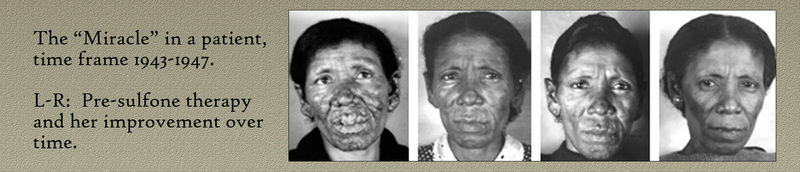 The “Miracle” in a patient,
time frame 1943-1947.
L-R: Pre-sulfone therapy
and her improvement over
time.